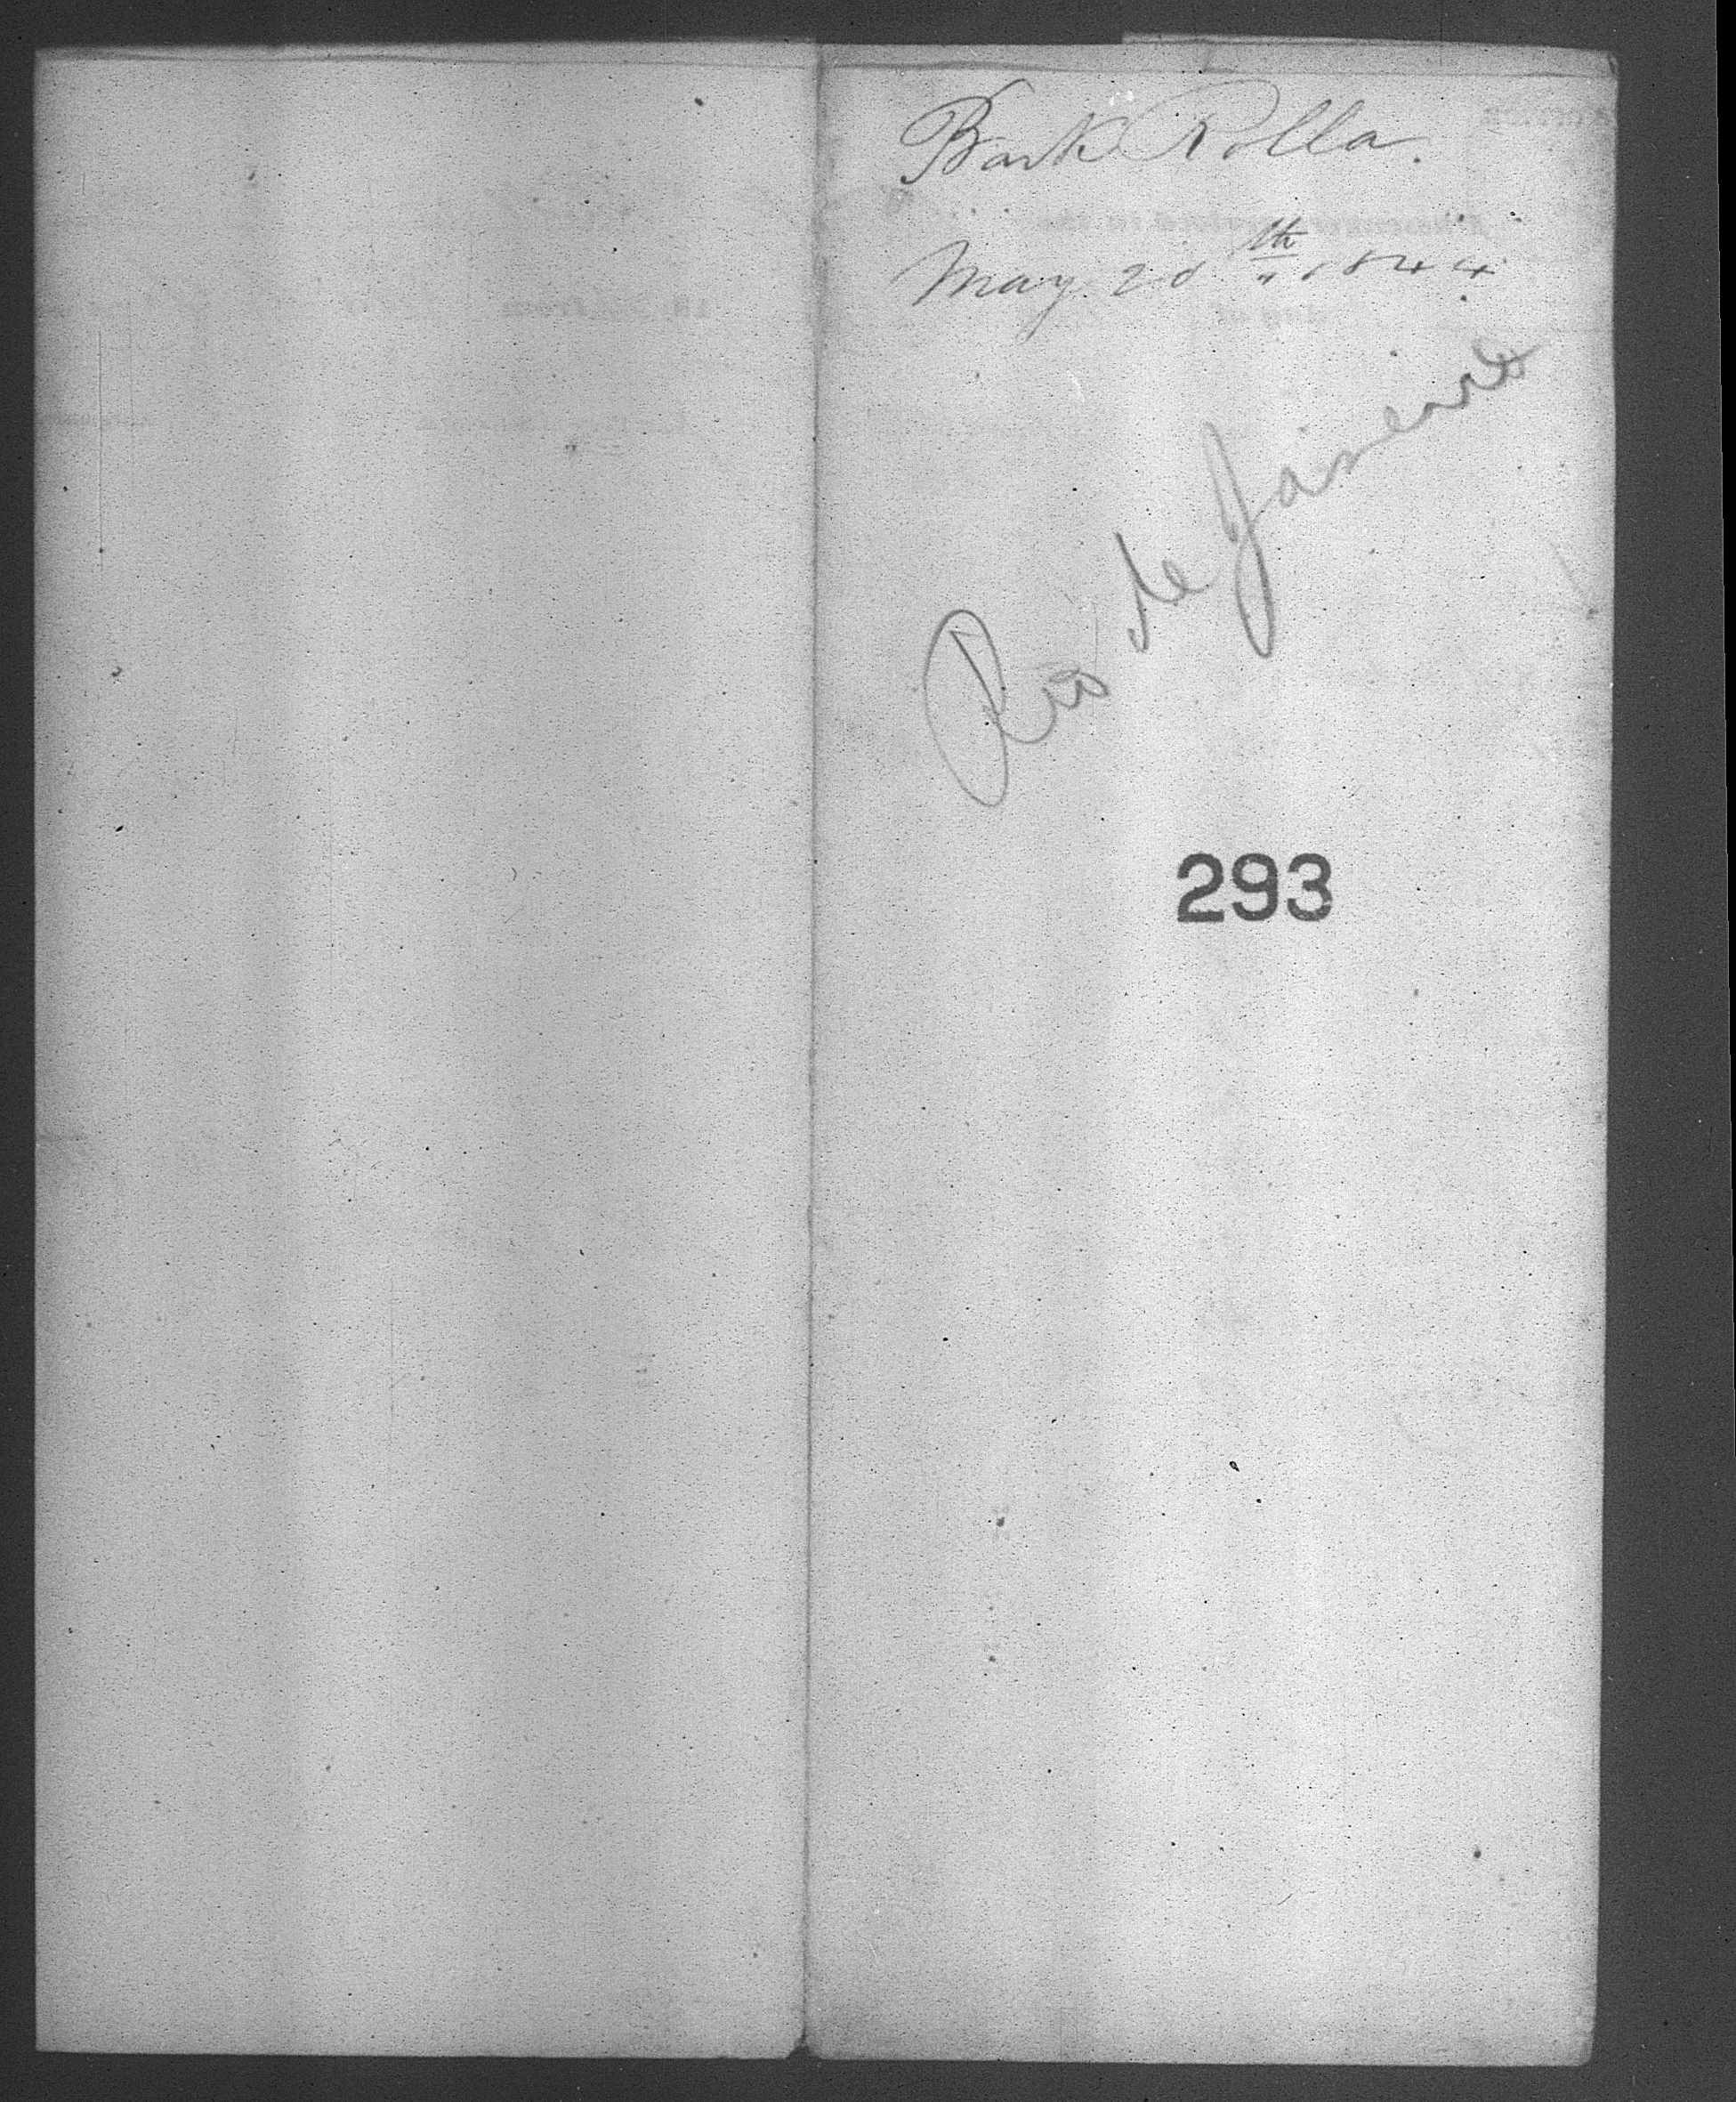 Bark Rolla.
May 20th 1844
Rio de Janeiro
293